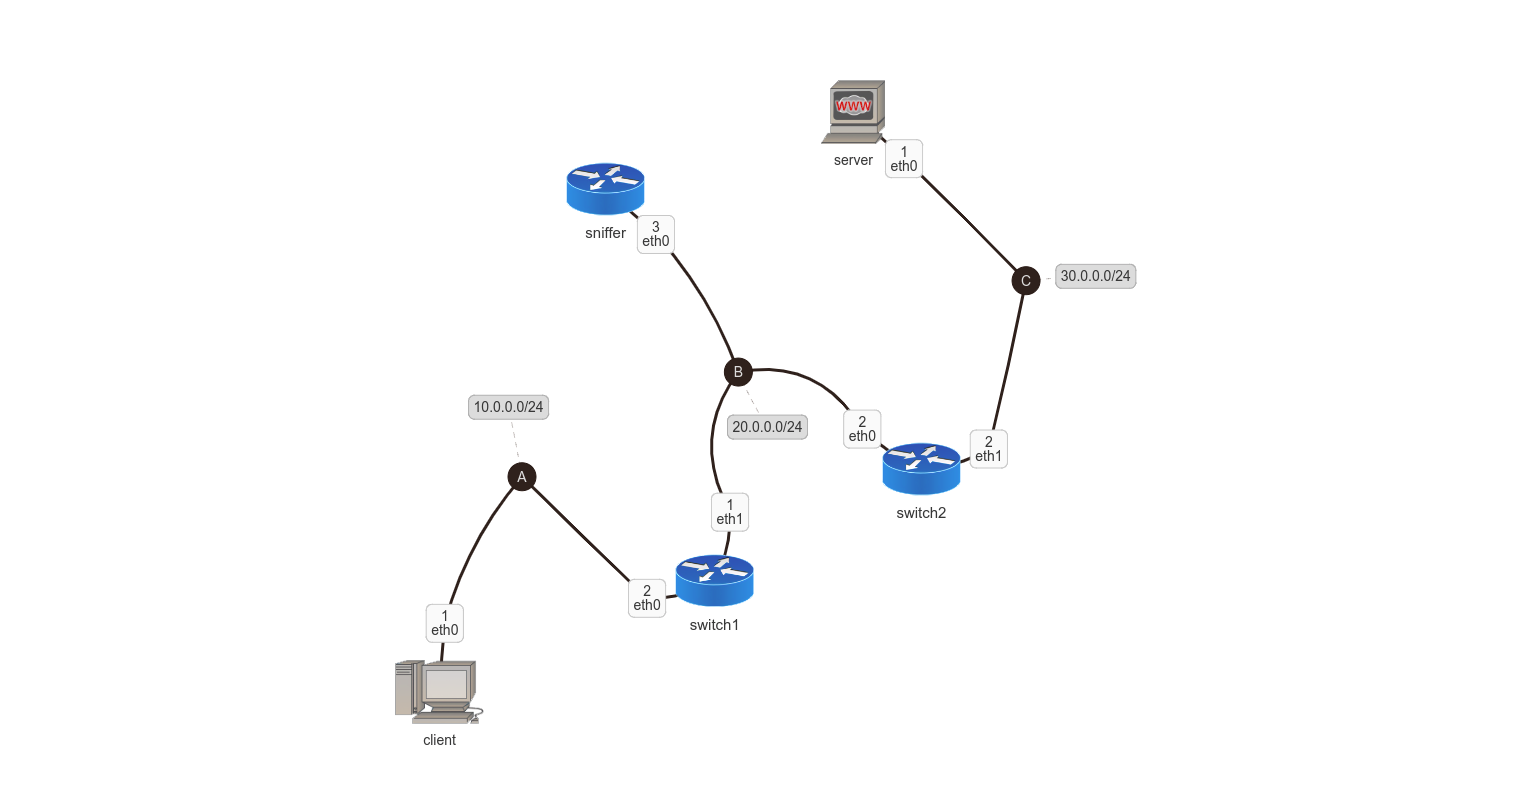 WWW
server
1
eth0
sniffer
3
eth0
C
30.0.0.0/24
B
20.0.0.0/24
10.0.0.0/24
2
eth0
2
eth1
switch2
A
1
eth1
2
eth0
switch1
1
eth0
client